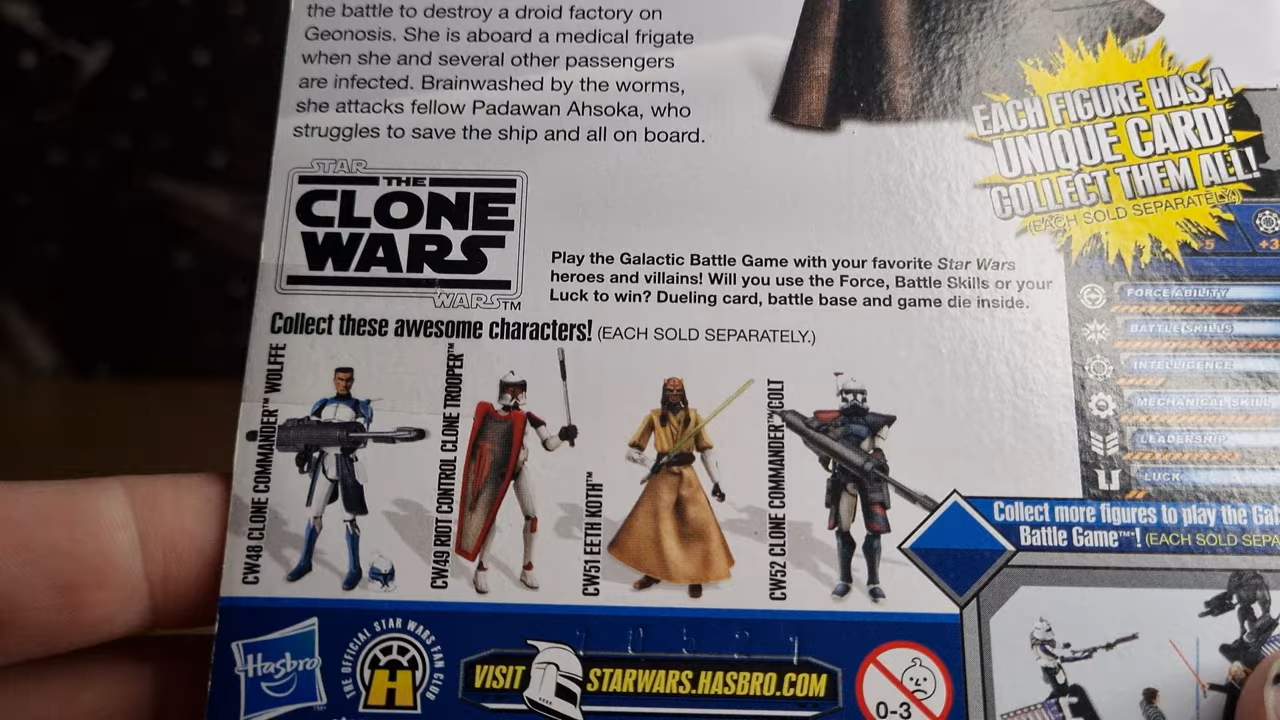 the battle to destroy a droid factory on
Geonosis. She is aboard a medical frigate
when she and several other passengers
are infected. Brainwashed by the worms,
she attacks fellow Padawan Ahsoka, who
struggles to save the ship and all on board.
EACH FIGURE HAS A
UNIQUE CARD!
COLLECT THEM ALL!
(EACH SOLD SEPARATELY.)
STAR
THE
CLONE
WARS
WARS™
Play the Galactic Battle Game with your favorite Star Wars
heroes and villains! Will you use the Force, Battle Skills or your
Luck to win? Dueling card, battle base and game die inside.
Collect these awesome characters! (EACH SOLD SEPARATELY.)
CW48 CLONE COMMANDER™ WOLFFE
CW49 RIOT CONTROL CLONE TROOPER™
CW51 EETH KOTH™
CW52 CLONE COMMANDER™ COLT
FORCE ABILITY
BATTLE SKILLS
INTELLIGENCE
MECHANICAL SKILL
LEADERSHIP
LUCK
Collect more figures to play the
Battle Game™! (EACH SOLD
Hasbro
THE OFFICIAL STAR WARS FAN CLUB
H
VISIT STARWARS.HASBRO.COM
0-3